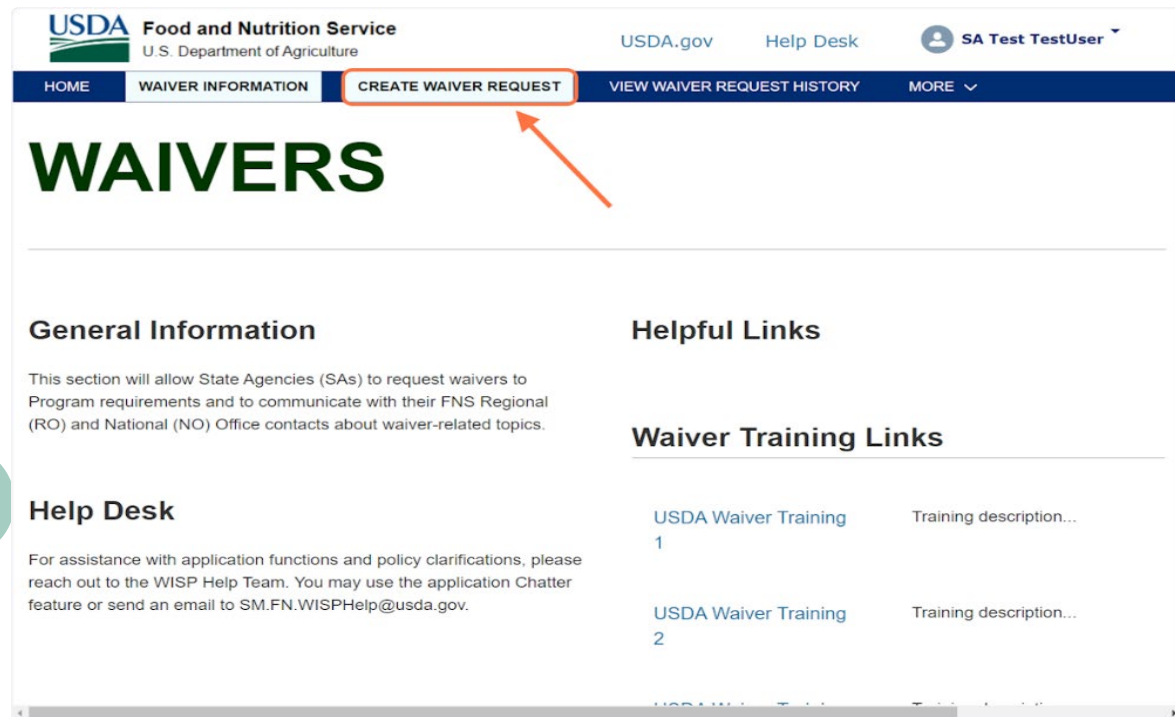 USDA Food and Nutrition Service
U.S. Department of Agriculture
USDA.gov Help Desk SA Test TestUser
HOME WAIVER INFORMATION CREATE WAIVER REQUEST VIEW WAIVER REQUEST HISTORY MORE
WAIVERS
General Information
This section will allow State Agencies (SAs) to request waivers to
Program requirements and to communicate with their FNS Regional
(RO) and National (NO) Office contacts about waiver-related topics.
Help Desk
For assistance with application functions and policy clarifications, please
reach out to the WISP Help Team. You may use the application Chatter
feature or send an email to SM.FN.WISPHelp@usda.gov.
Helpful Links
Waiver Training Links
USDA Waiver Training Training description...
1
USDA Waiver Training Training description...
2